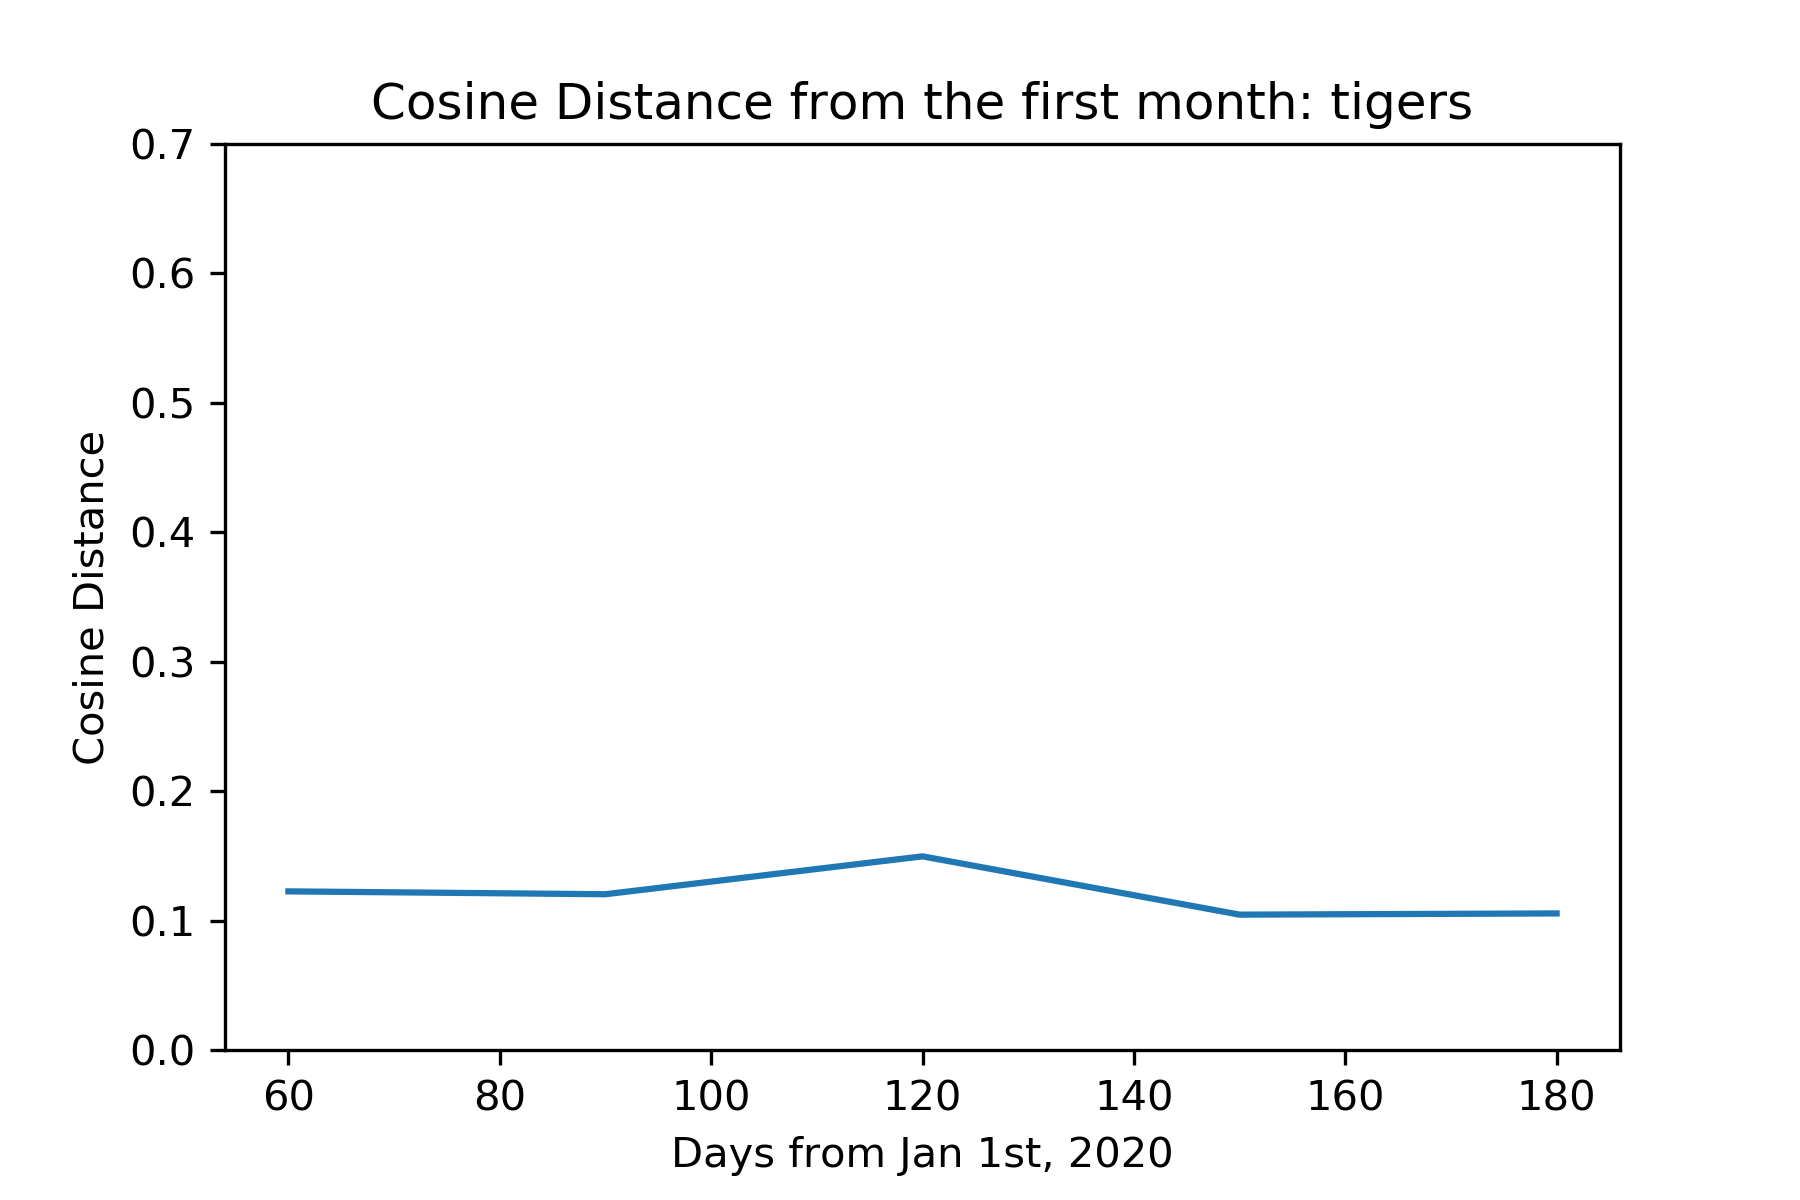 Cosine Distance from the first month: tigers
0.7
0.6
0.5
0.4
0.3
0.2
0.1
0.0
Cosine Distance
60 80 100 120 140 160 180
Days from Jan 1st, 2020